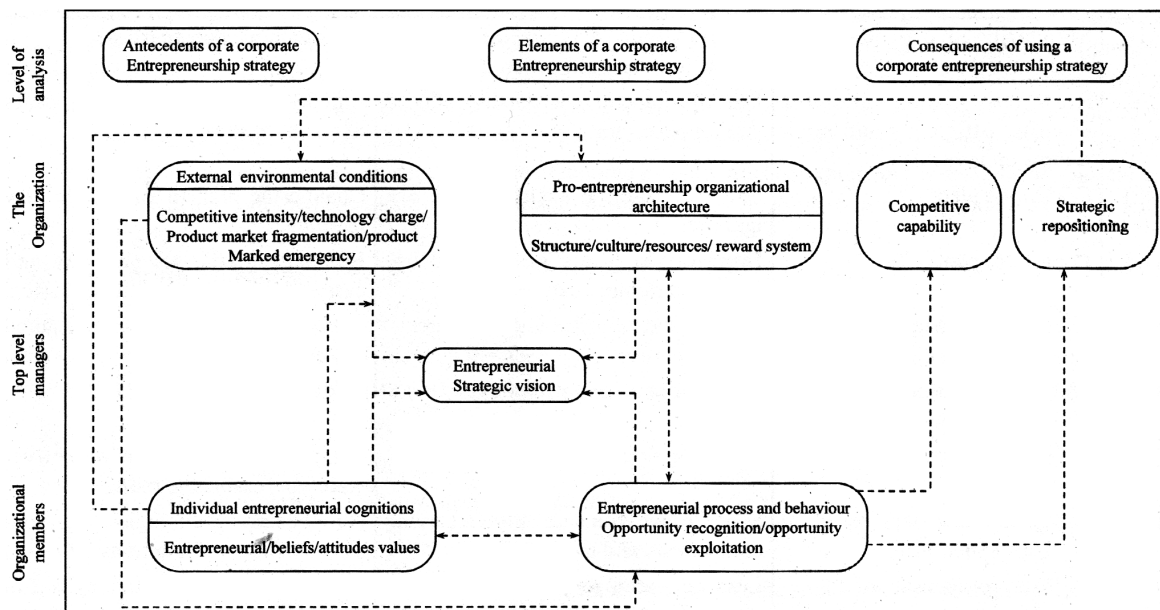 Level of
analysis
Antecedents of a corporate
Entrepreneurship strategy
Elements of a corporate
Entrepreneurship strategy
Consequences of using a
corporate entrepreneurship strategy
The
Organization
External environmental conditions
Competitive intensity/technology charge/
Product market fragmentation/product
Marked emergency
Pro-entrepreneurship organizational
architecture
Structure/culture/resources/ reward system
Competitive
capability
Strategic
repositioning
Top level
managers
Entrepreneurial
Strategic vision
Organizational
members
Individual entrepreneurial cognitions
Entrepreneurial/beliefs/attitudes values
Entrepreneurial process and behaviour
Opportunity recognition/opportunity
exploitation